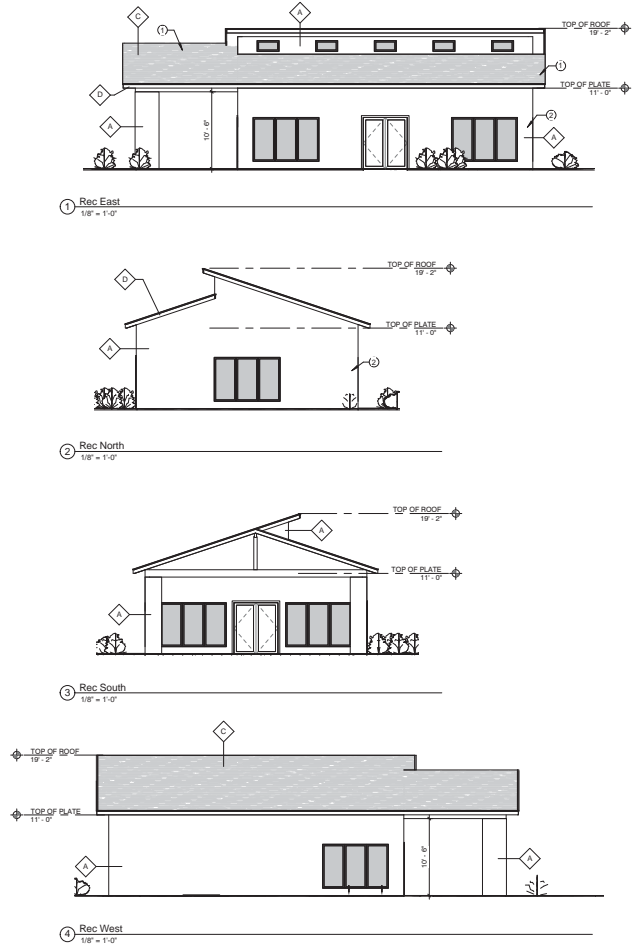 A
C
1
TOP OF ROOF
19' - 2"
1
TOP OF PLATE
11' - 0"
D
2
A
10' - 6"
A
1 Rec East
1/8" = 1'-0"
TOP OF ROOF
19' - 2"
D
TOP OF PLATE
11' - 0"
A
2
2 Rec North
1/8" = 1'-0"
TOP OF ROOF
19' - 2"
A
TOP OF PLATE
11' - 0"
A
3 Rec South
1/8" = 1'-0"
C
TOP OF ROOF
19' - 2"
TOP OF PLATE
11' - 0"
10' - 6"
A
A
4 Rec West
1/8" = 1'-0"